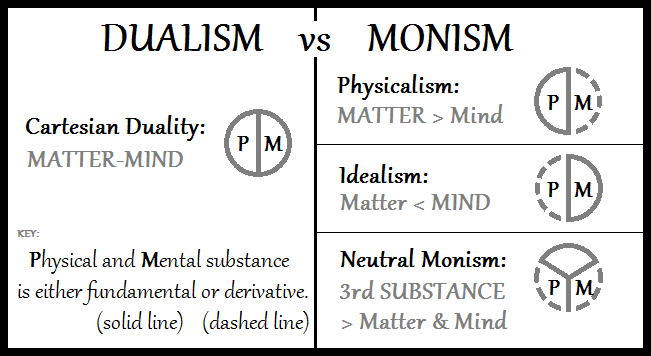 DUALISM vs MONISM
Cartesian Duality:
MATTER-MIND
P M
KEY:
Physical and Mental substance
is either fundamental or derivative.
(solid line) (dashed line)
Physicalism:
MATTER > Mind
P M
Idealism:
Matter < MIND
P M
Neutral Monism:
3rd SUBSTANCE
> Matter & Mind
P M